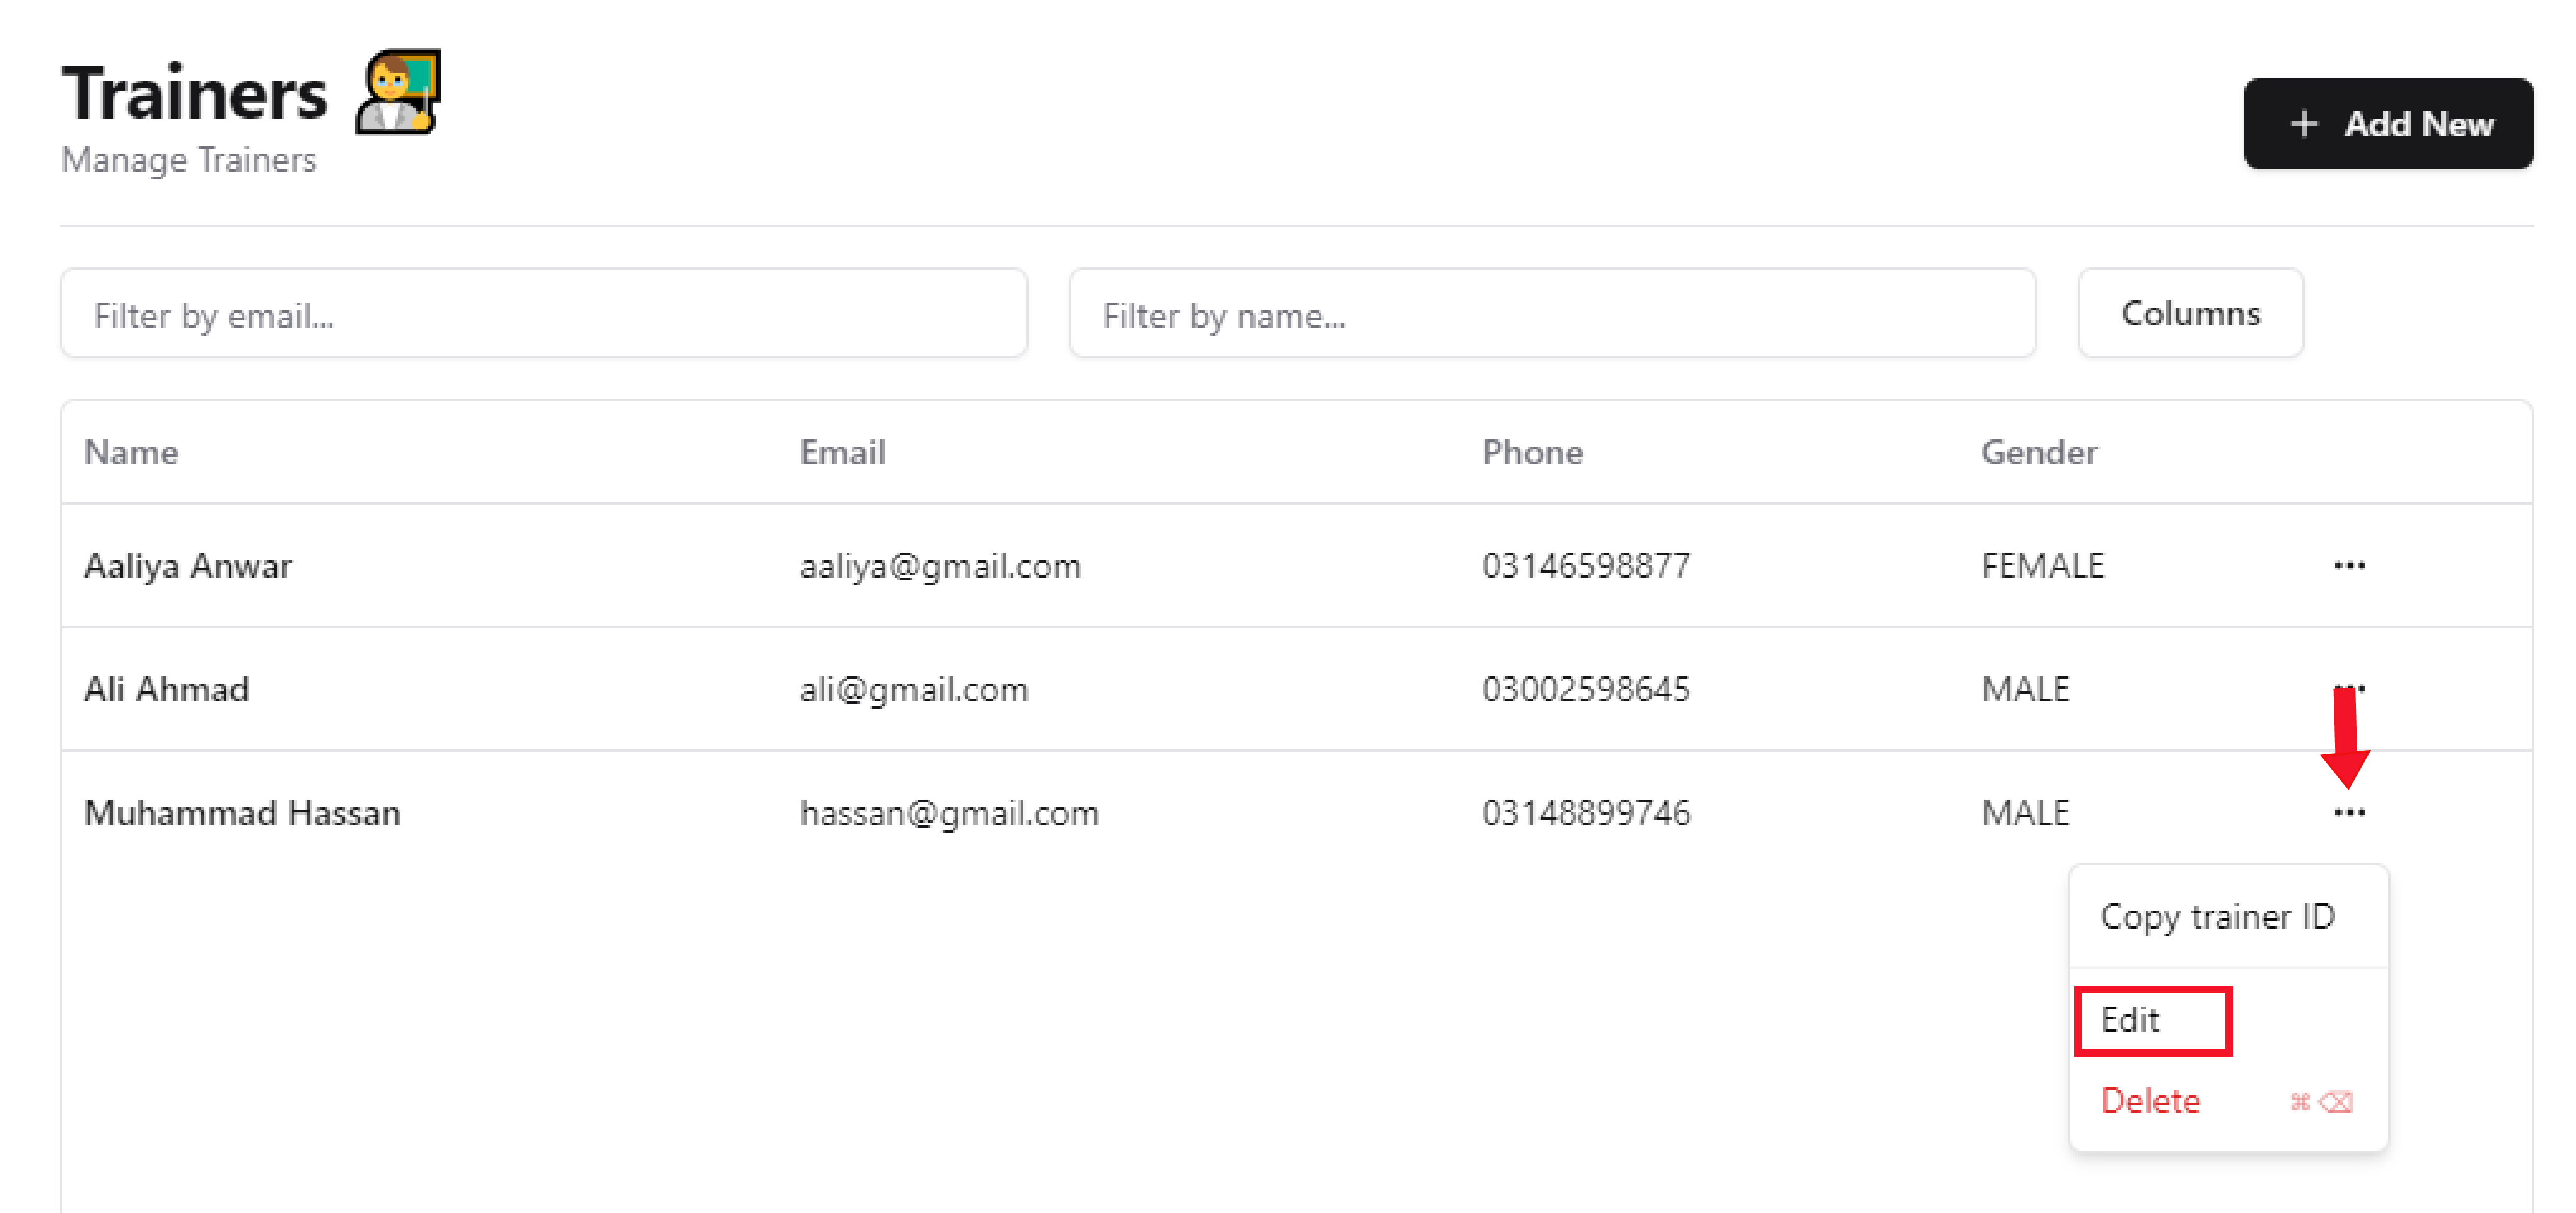 Trainers
Manage Trainers
+ Add New
Filter by email...
Filter by name...
Columns
Name Email Phone Gender
Aaliya Anwar aaliya@gmail.com 03146598877 FEMALE ...
Ali Ahmad ali@gmail.com 03002598645 MALE ...
Muhammad Hassan hassan@gmail.com 03148899746 MALE ...
Copy trainer ID
Edit
Delete ⌘⌫